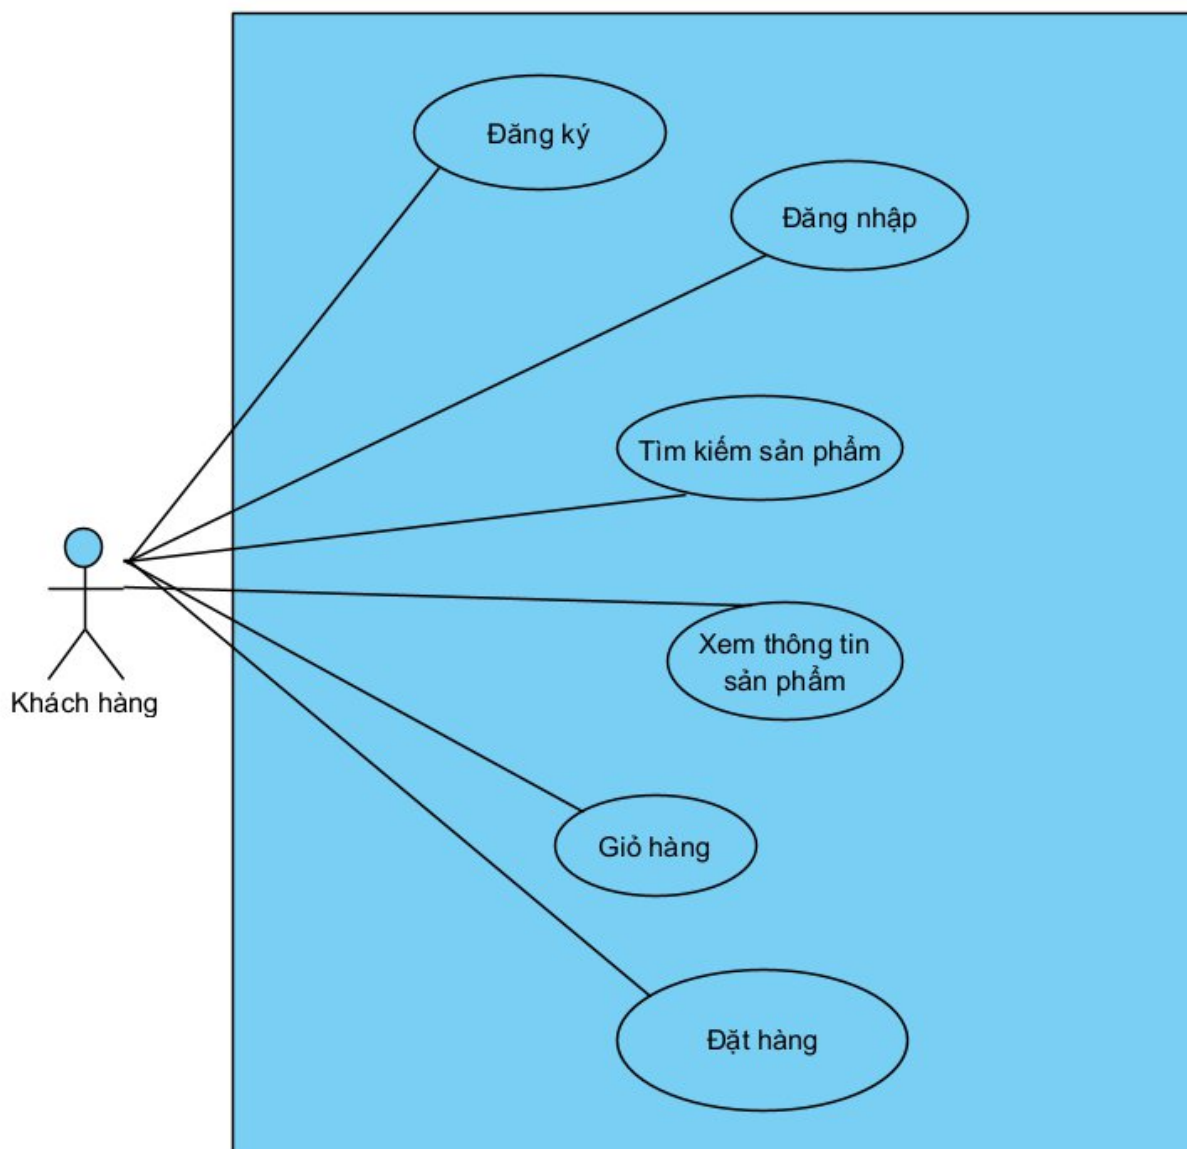 Đăng ký
Đăng nhập
Tìm kiếm sản phẩm
Xem thông tin
sản phẩm
Khách hàng
Giỏ hàng
Đặt hàng